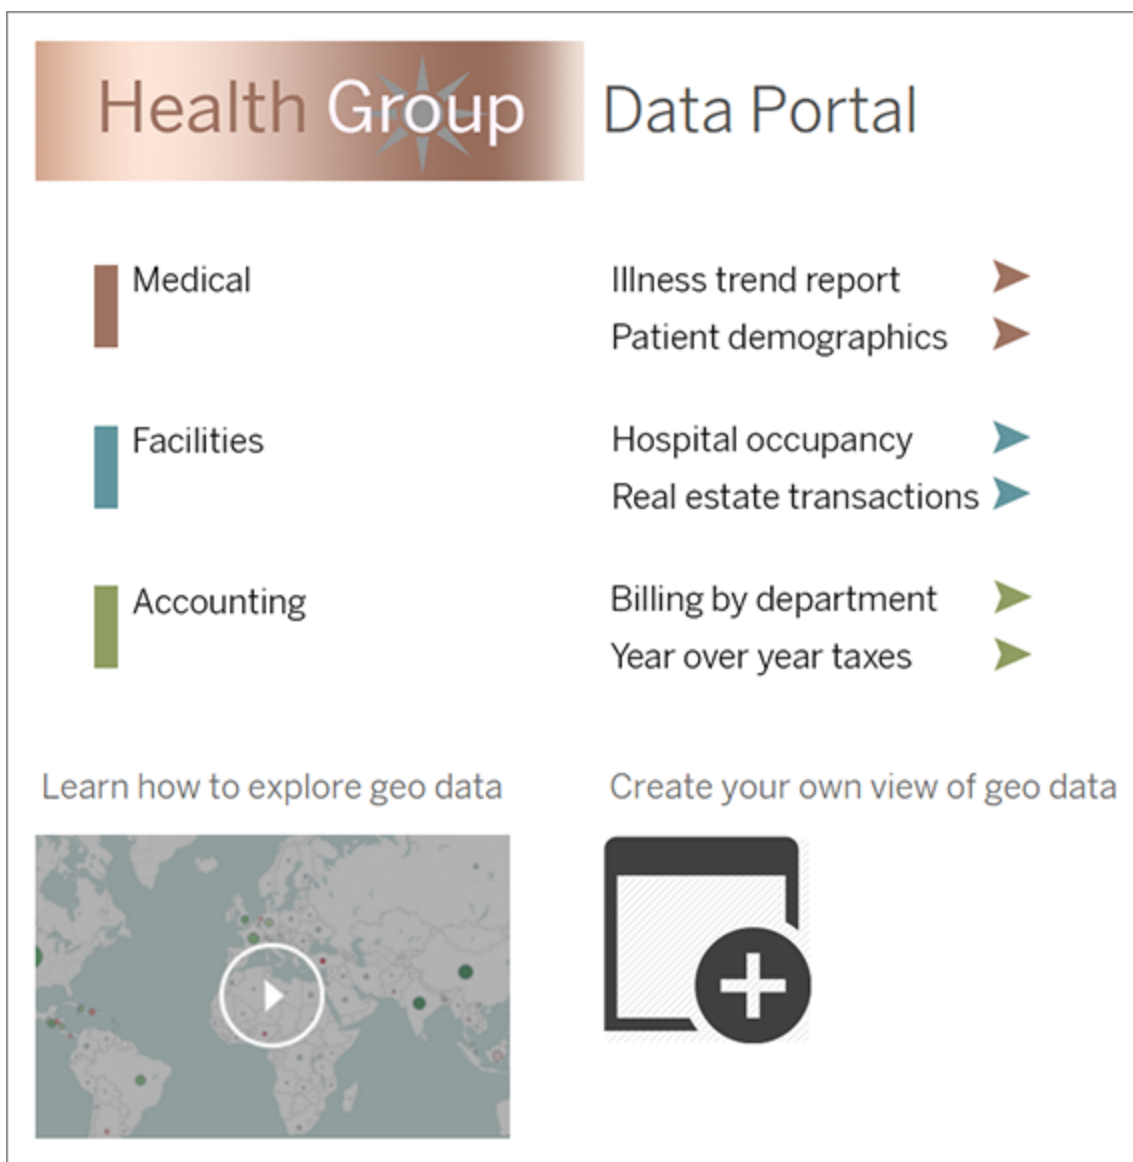 Health Group Data Portal
Medical
Illness trend report
Patient demographics
Facilities
Hospital occupancy
Real estate transactions
Accounting
Billing by department
Year over year taxes
Learn how to explore geo data
Create your own view of geo data